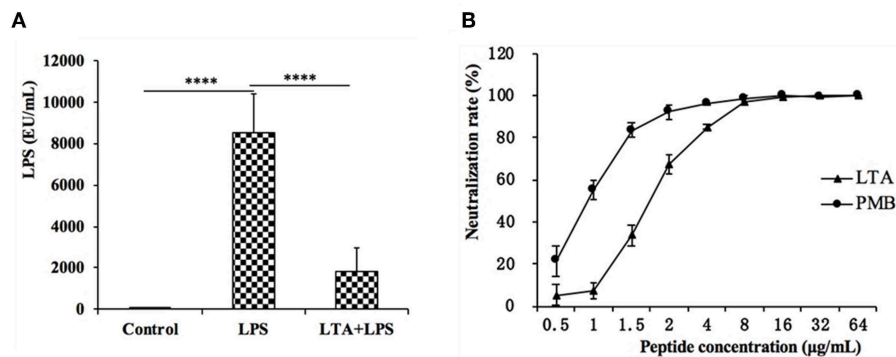 A
LPS (EU/mL)
12000
10000
8000
6000
4000
2000
0
****
****
Control LPS LTA+LPS
B
Neutralization rate (%)
120
100
80
60
40
20
0
LTA
PMB
0.5 1 1.5 2 4 8 16 32 64
Peptide concentration (μg/mL)